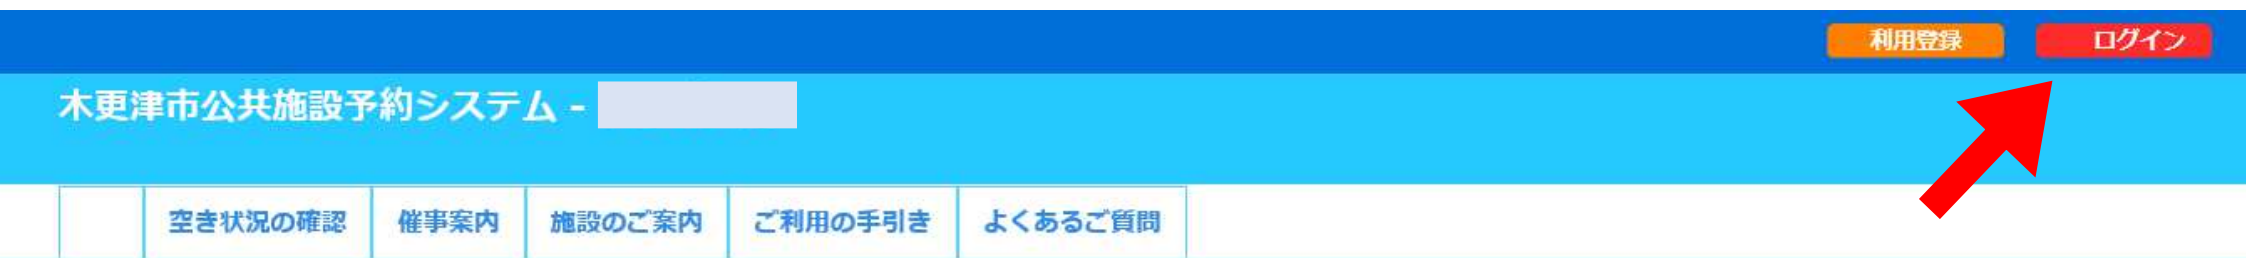 利用登録 ログイン
木更津市公共施設予約システム -
空き状況の確認 催事案内 施設のご案内 ご利用の手引き よくあるご質問